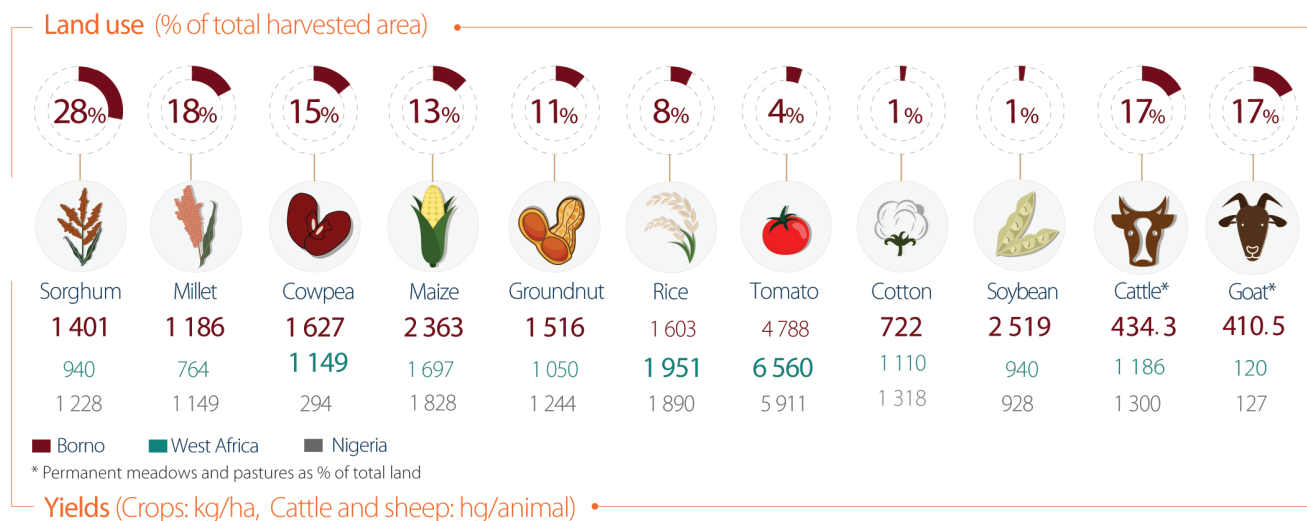 Land use (% of total harvested area)
28% 18% 15% 13% 11% 8% 4% 1% 1% 17% 17%
Sorghum Millet Cowpea Maize Groundnut Rice Tomato Cotton Soybean Cattle* Goat*
1 401 1 186 1 627 2 363 1 516 1 603 4 788 722 2 519 434.3 410.5
940 764 1 149 1 697 1 050 1 951 6 560 1 110 940 1 186 120
1 228 1 149 294 1 828 1 244 1 890 5 911 1 318 928 1 300 127
Borno West Africa Nigeria
* Permanent meadows and pastures as % of total land
Yields (Crops: kg/ha, Cattle and sheep: hg/animal)